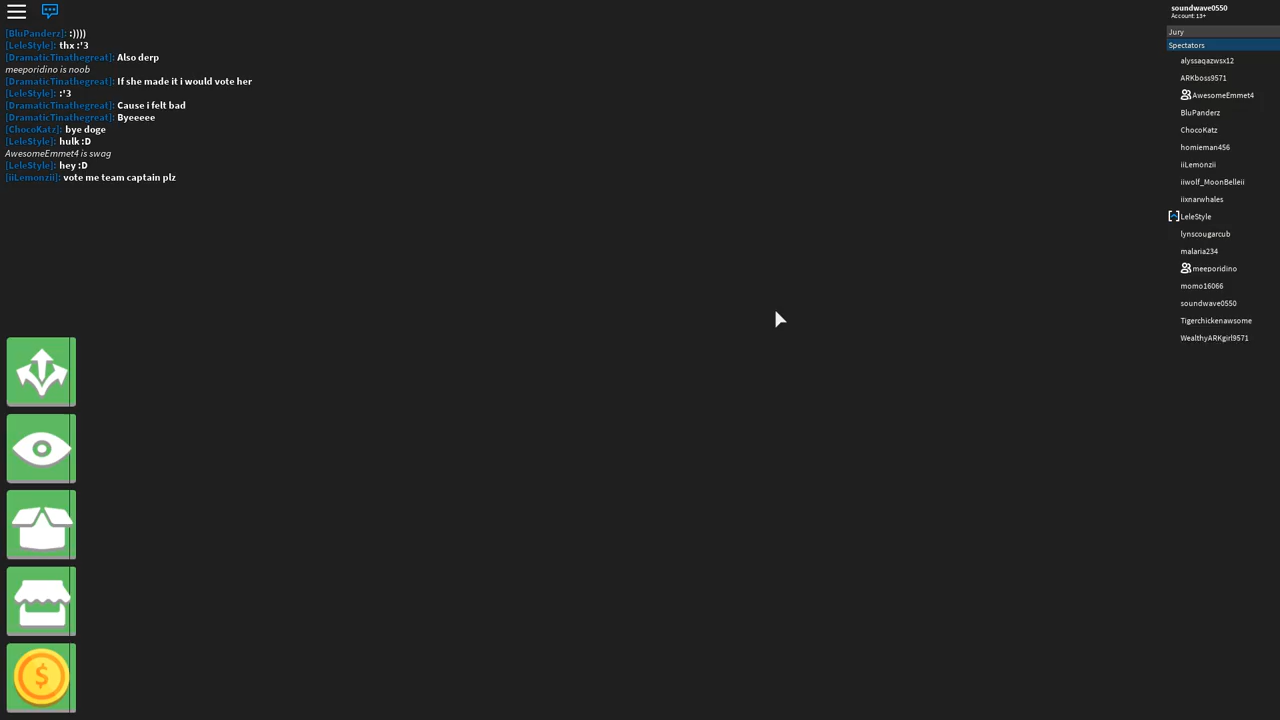 [BluPanderz]: :))))
[LeleStyle]: thx :'3
[DramaticTinathegreat]: Also derp
meeporidino is noob
[DramaticTinathegreat]: If she made it i would vote her
[LeleStyle]: :'3
[DramaticTinathegreat]: Cause i felt bad
[DramaticTinathegreat]: Byeeeee
[ChocoKatz]: bye doge
[LeleStyle]: hulk :D
AwesomeEmmet4 is swag
[LeleStyle]: hey :D
[iiLemonzii]: vote me team captain plz
$
soundwave0550
Account: 13+
Jury
Spectators
alyssaqazwsx12
ARKboss9571
AwesomeEmmet4
BluPanderz
ChocoKatz
homieman456
iiLemonzii
iiwolf_MoonBelleii
iixnarwhales
LeleStyle
lynscougarcub
malaria234
meeporidino
momo16066
soundwave0550
Tigerchickenawsome
WealthyARKgirl9571